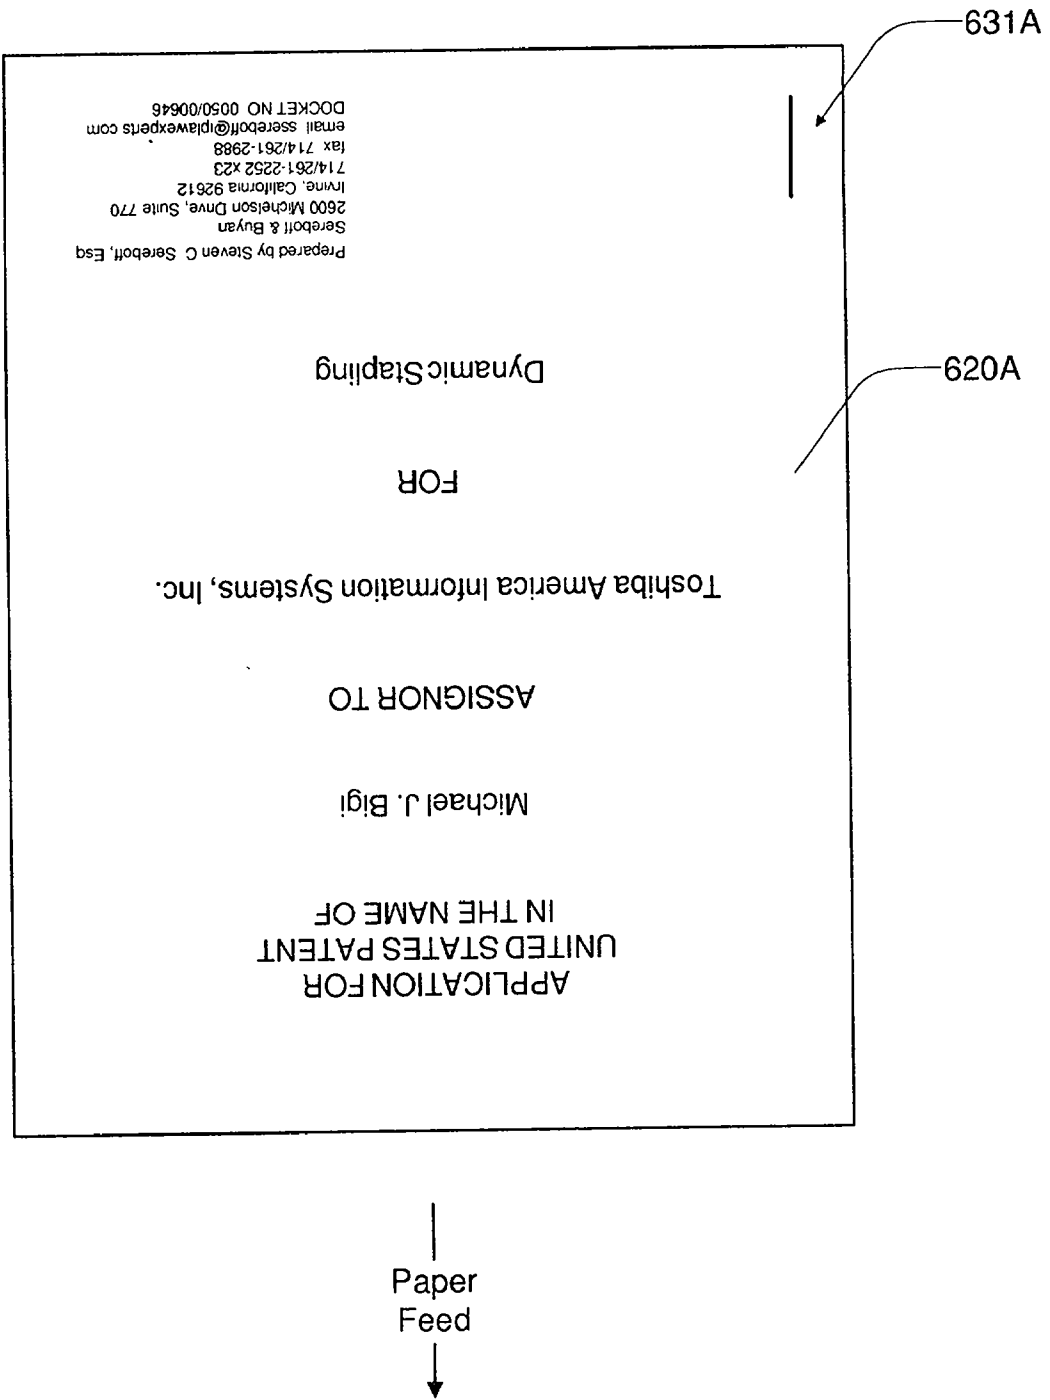 631A
620A
APPLICATION FOR
UNITED STATES PATENT
IN THE NAME OF
Michael J. Bigi
ASSIGNOR TO
Toshiba America Information Systems, Inc.
FOR
Dynamic Stapling
Prepared by Steven C Sereboff, Esq
Sereboff & Buyan
2600 Michelson Drive, Suite 770
Irvine, California 92612
714/261-2252 x23
fax 714/261-2988
email ssereboff@iplawexperts com
DOCKET NO 0050/00646
Paper
Feed